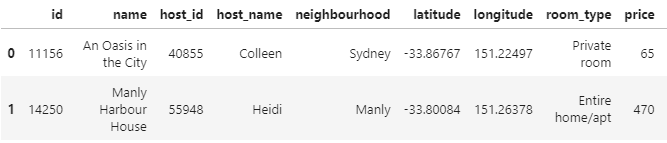 id name host_id host_name neighbourhood latitude longitude room_type price
0 11156 An Oasis in the City 40855 Colleen Sydney -33.86767 151.22497 Private room 65
1 14250 Manly Harbour House 55948 Heidi Manly -33.80084 151.26378 Entire home/apt 470